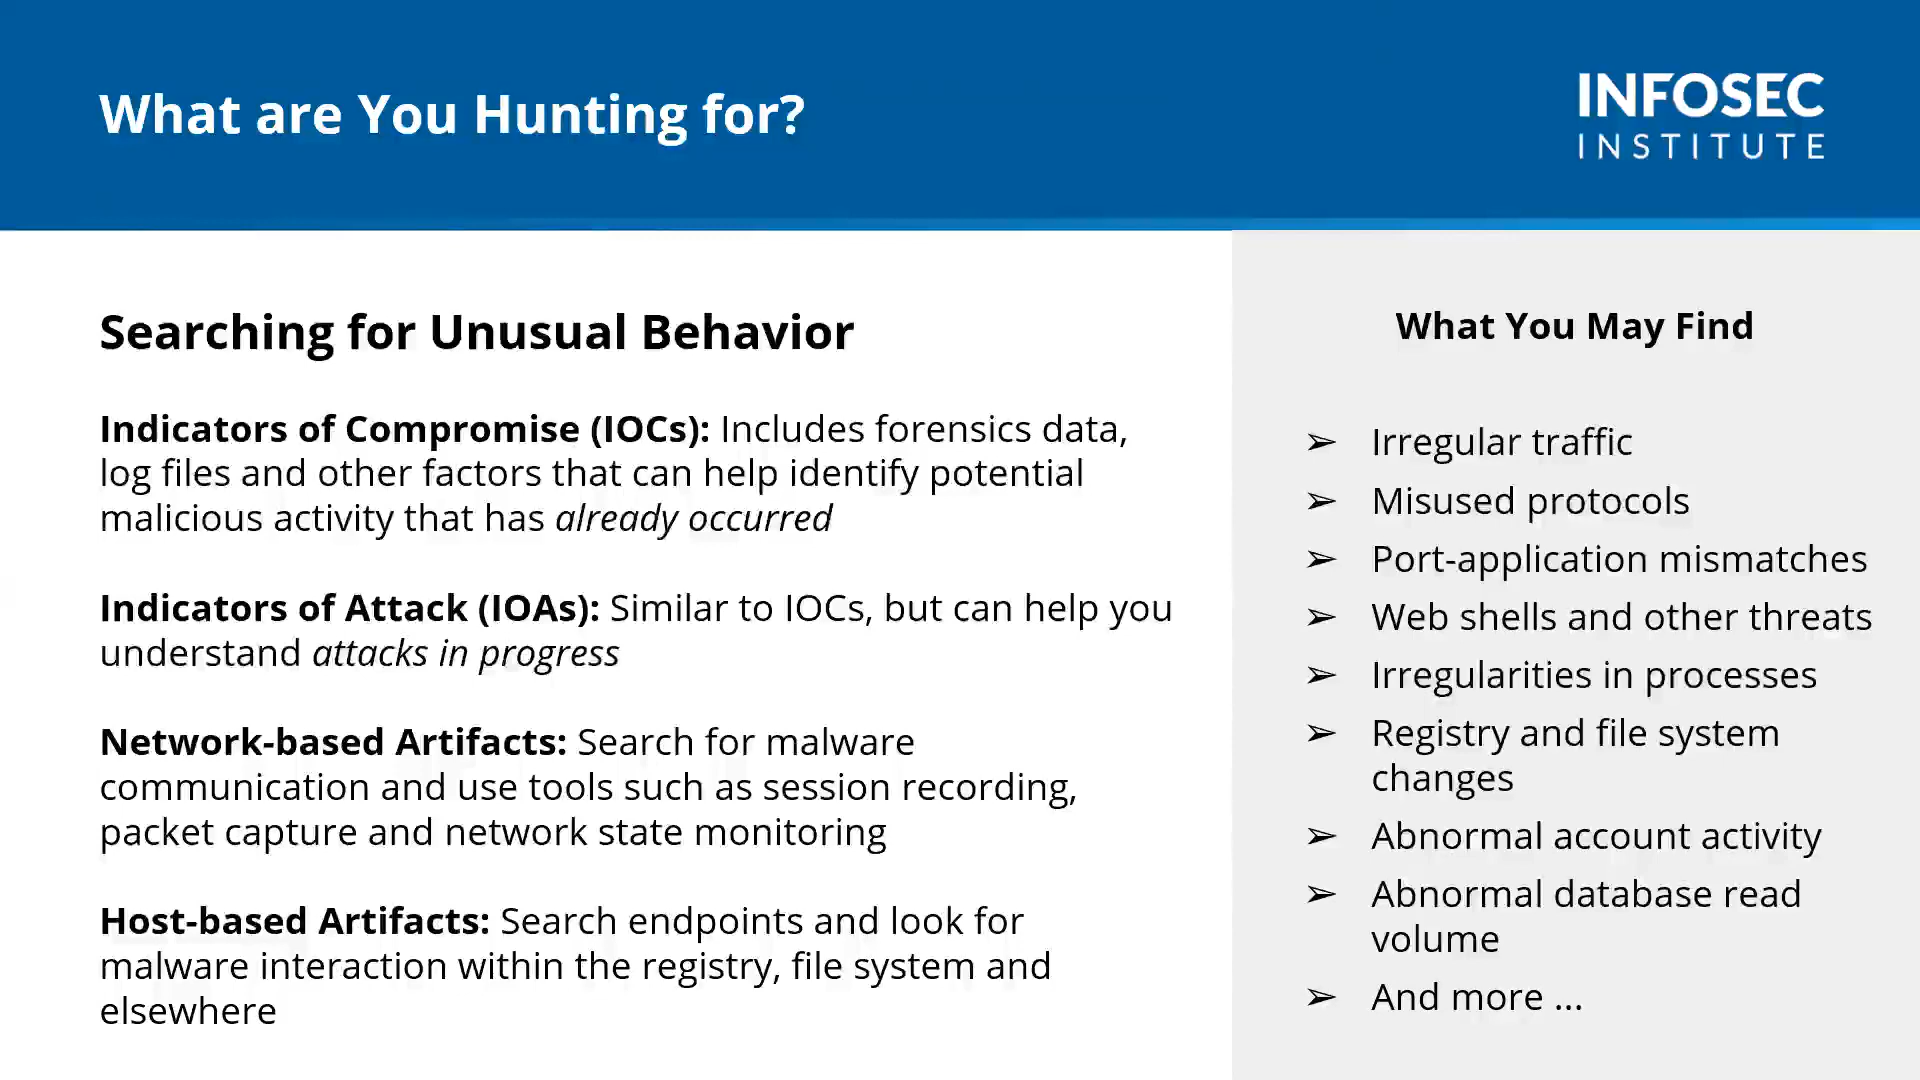 What are You Hunting for?
INFOSEC
INSTITUTE
Searching for Unusual Behavior
Indicators of Compromise (IOCs): Includes forensics data,
log files and other factors that can help identify potential
malicious activity that has already occurred
Indicators of Attack (IOAs): Similar to IOCs, but can help you
understand attacks in progress
Network-based Artifacts: Search for malware
communication and use tools such as session recording,
packet capture and network state monitoring
Host-based Artifacts: Search endpoints and look for
malware interaction within the registry, file system and
elsewhere
What You May Find
➢ Irregular traffic
➢ Misused protocols
➢ Port-application mismatches
➢ Web shells and other threats
➢ Irregularities in processes
➢ Registry and file system
changes
➢ Abnormal account activity
➢ Abnormal database read
volume
➢ And more ...